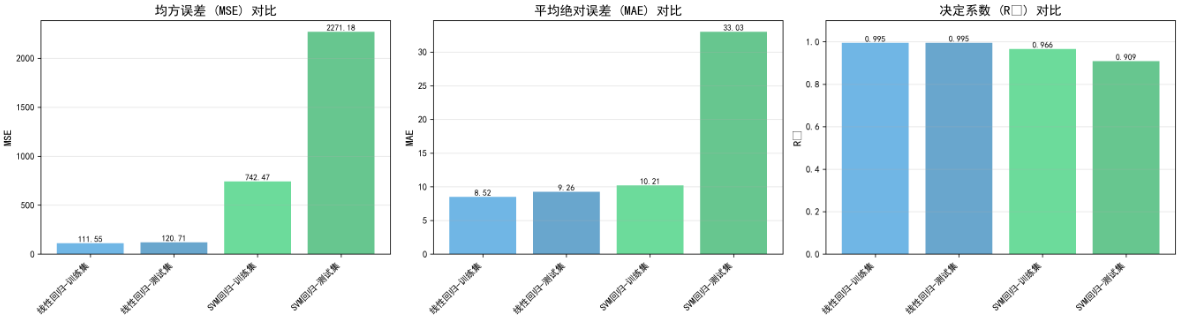 均方误差 (MSE) 对比
MSE
2000
1500
1000
500
0
111.55
120.71
742.47
2271.18
线性回归-训练集
线性回归-测试集
SVM回归-训练集
SVM回归-测试集
平均绝对误差 (MAE) 对比
MAE
30
25
20
15
10
5
0
8.52
9.26
10.21
33.03
线性回归-训练集
线性回归-测试集
SVM回归-训练集
SVM回归-测试集
决定系数 (R□) 对比
R□
1.0
0.8
0.6
0.4
0.2
0.0
0.995
0.995
0.966
0.909
线性回归-训练集
线性回归-测试集
SVM回归-训练集
SVM回归-测试集